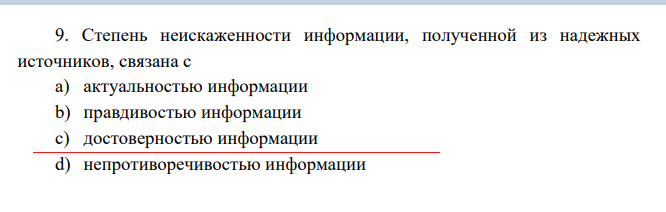 9. Степень неискаженности информации, полученной из надежных
источников, связана с
a) актуальностью информации
b) правдивостью информации
c) достоверностью информации
d) непротиворечивостью информации